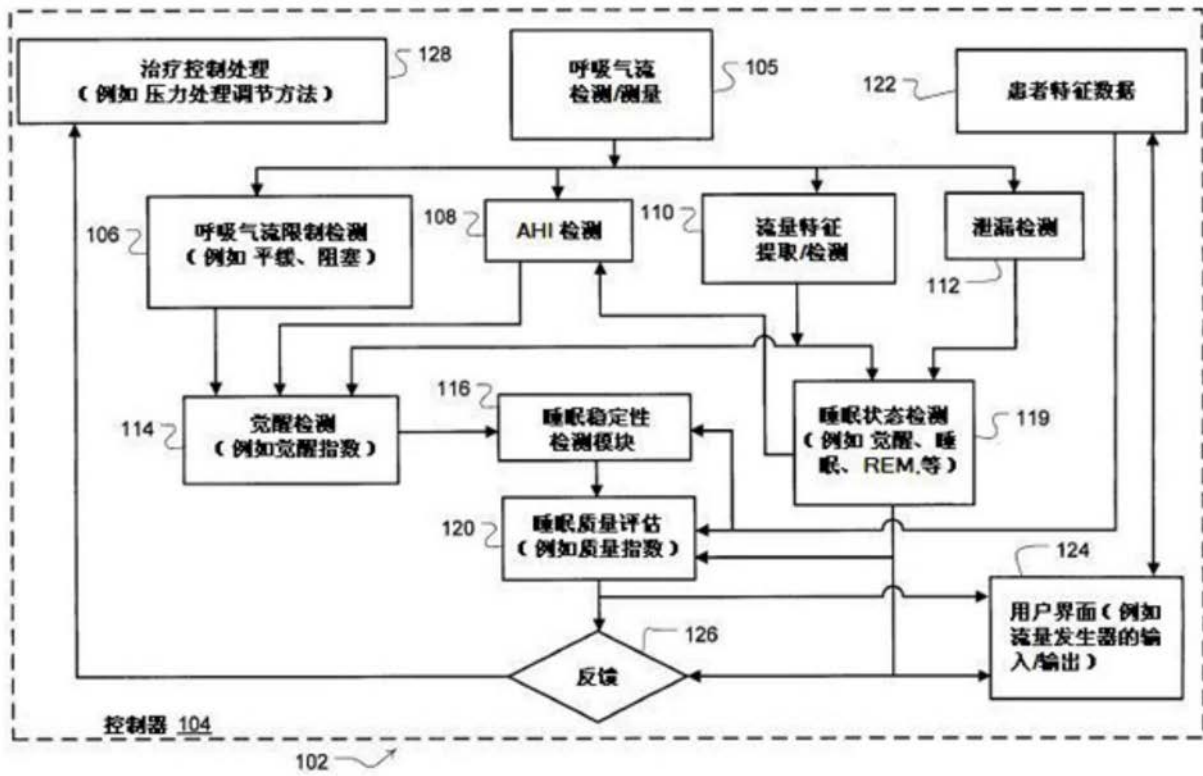 治疗控制处理
（例如 压力处理调节方法）
128
呼吸气流
检测/测量
105
122
患者特征数据
106
呼吸气流限制检测
（例如 平缓、阻塞）
108
AHI 检测
110
流量特征
提取/检测
泄漏检测
112
114
觉醒检测
（例如觉醒指数）
116
睡眠稳定性
检测模块
睡眠状态检测
（例如 觉醒、睡
眠、REM,等）
119
120
睡眠质量评估
（例如质量指数）
124
用户界面（例如
流量发生器的输
入/输出）
126
反馈
控制器 104
102